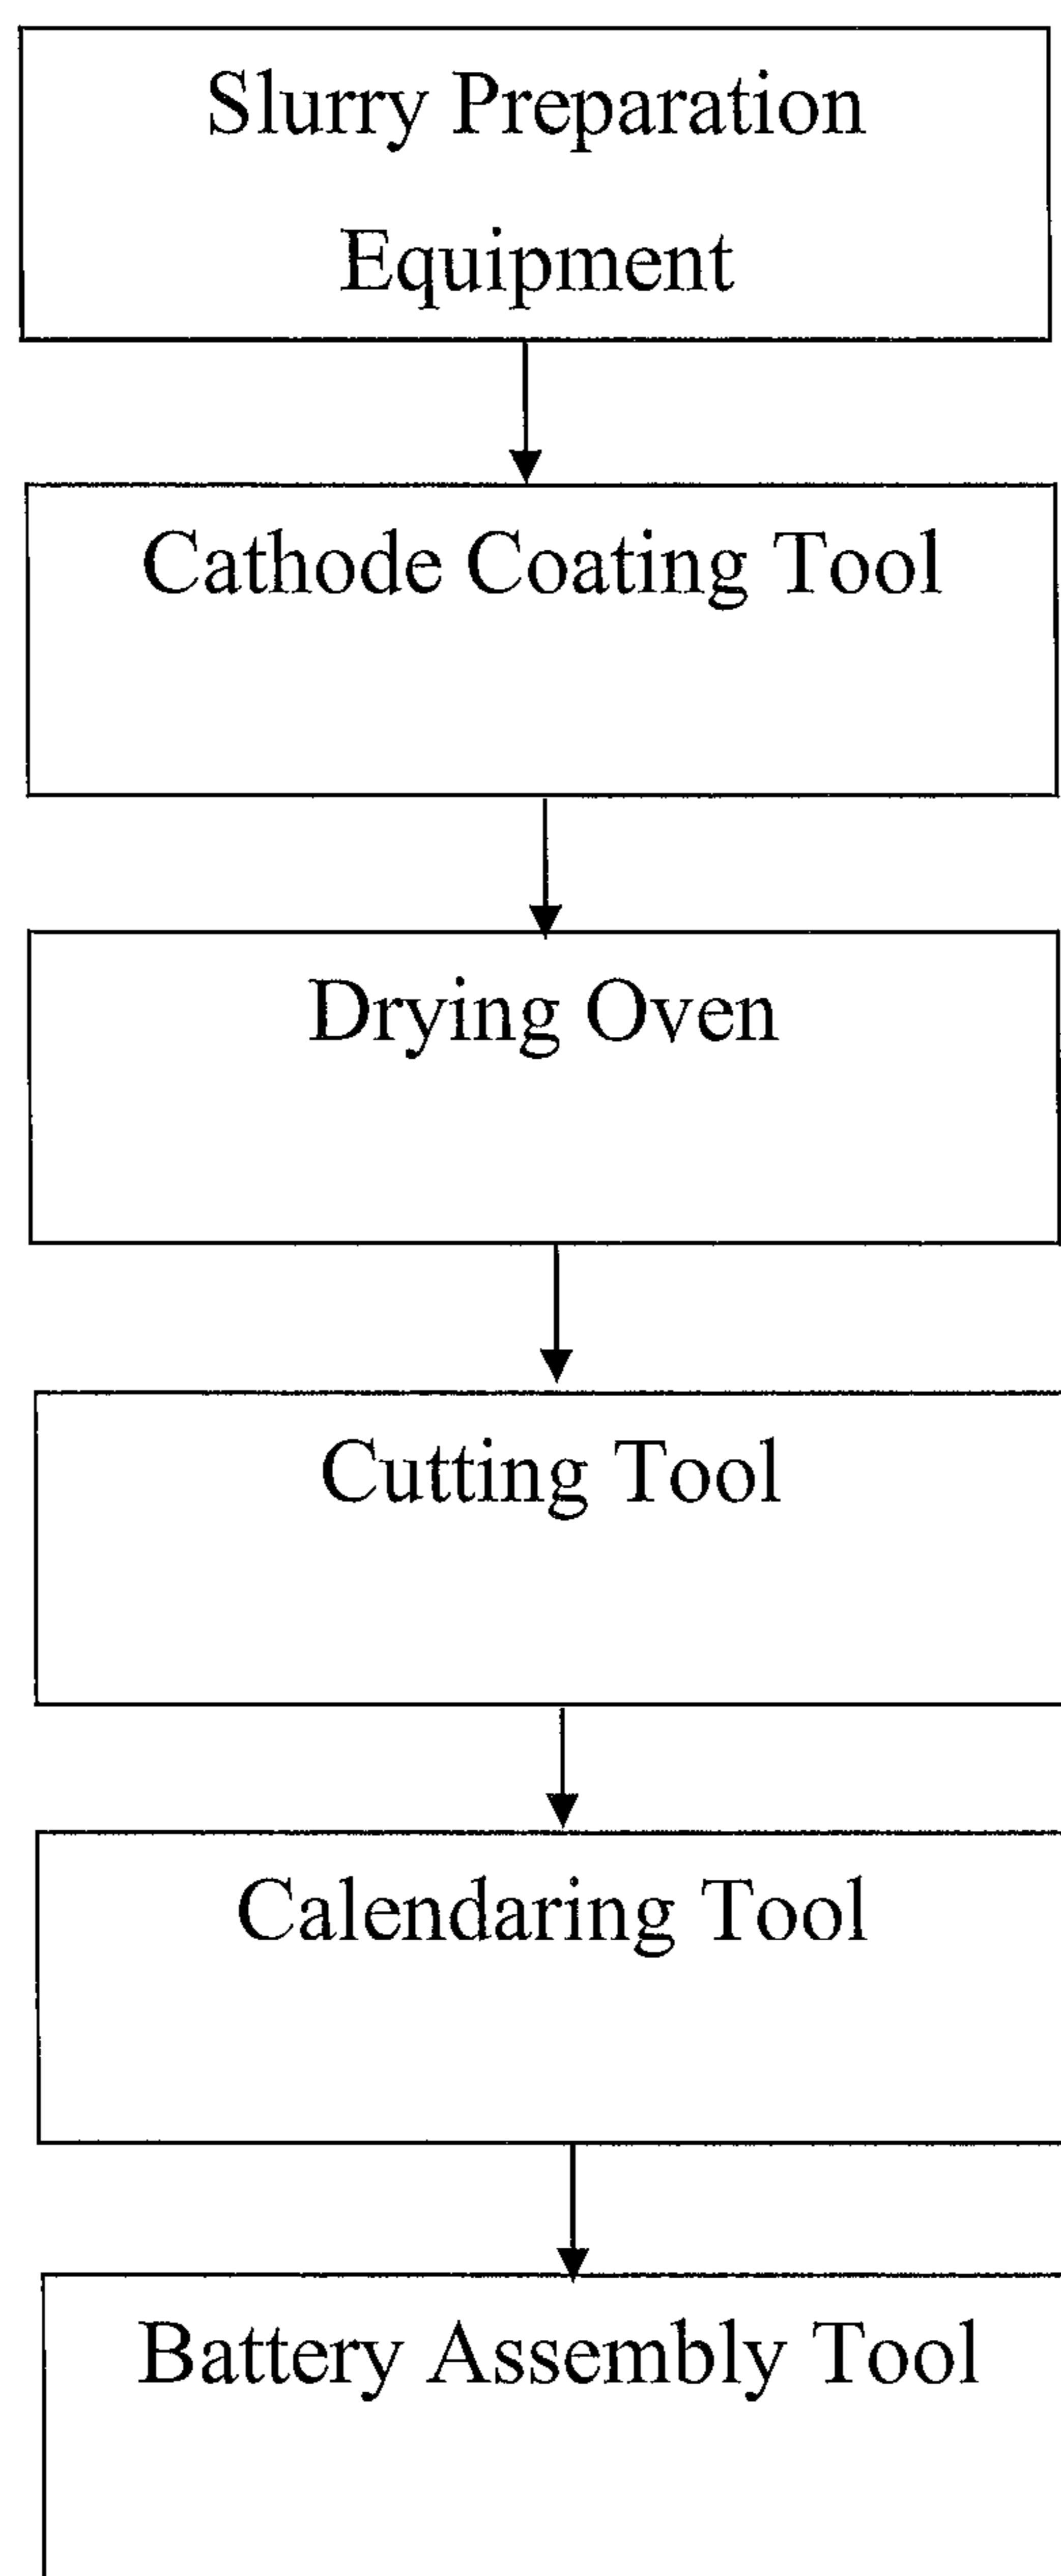 Slurry Preparation
Equipment
Cathode Coating Tool
Drying Oven
Cutting Tool
Calendaring Tool
Battery Assembly Tool